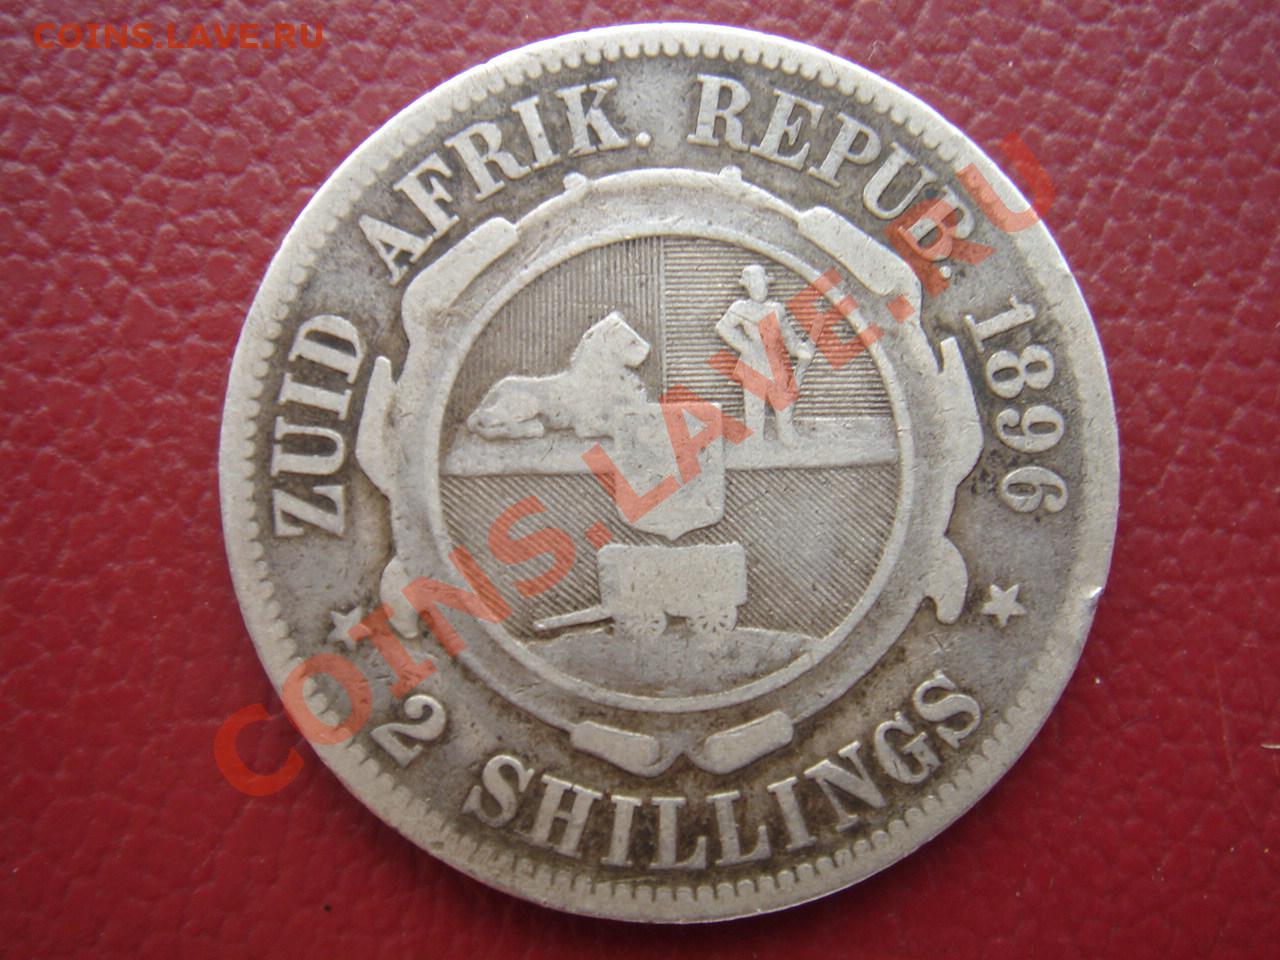 COINS.LAVE.RU
ZUID AFRIK. REPUB. 1896
2 SHILLINGS
COINS.LAVE.RU